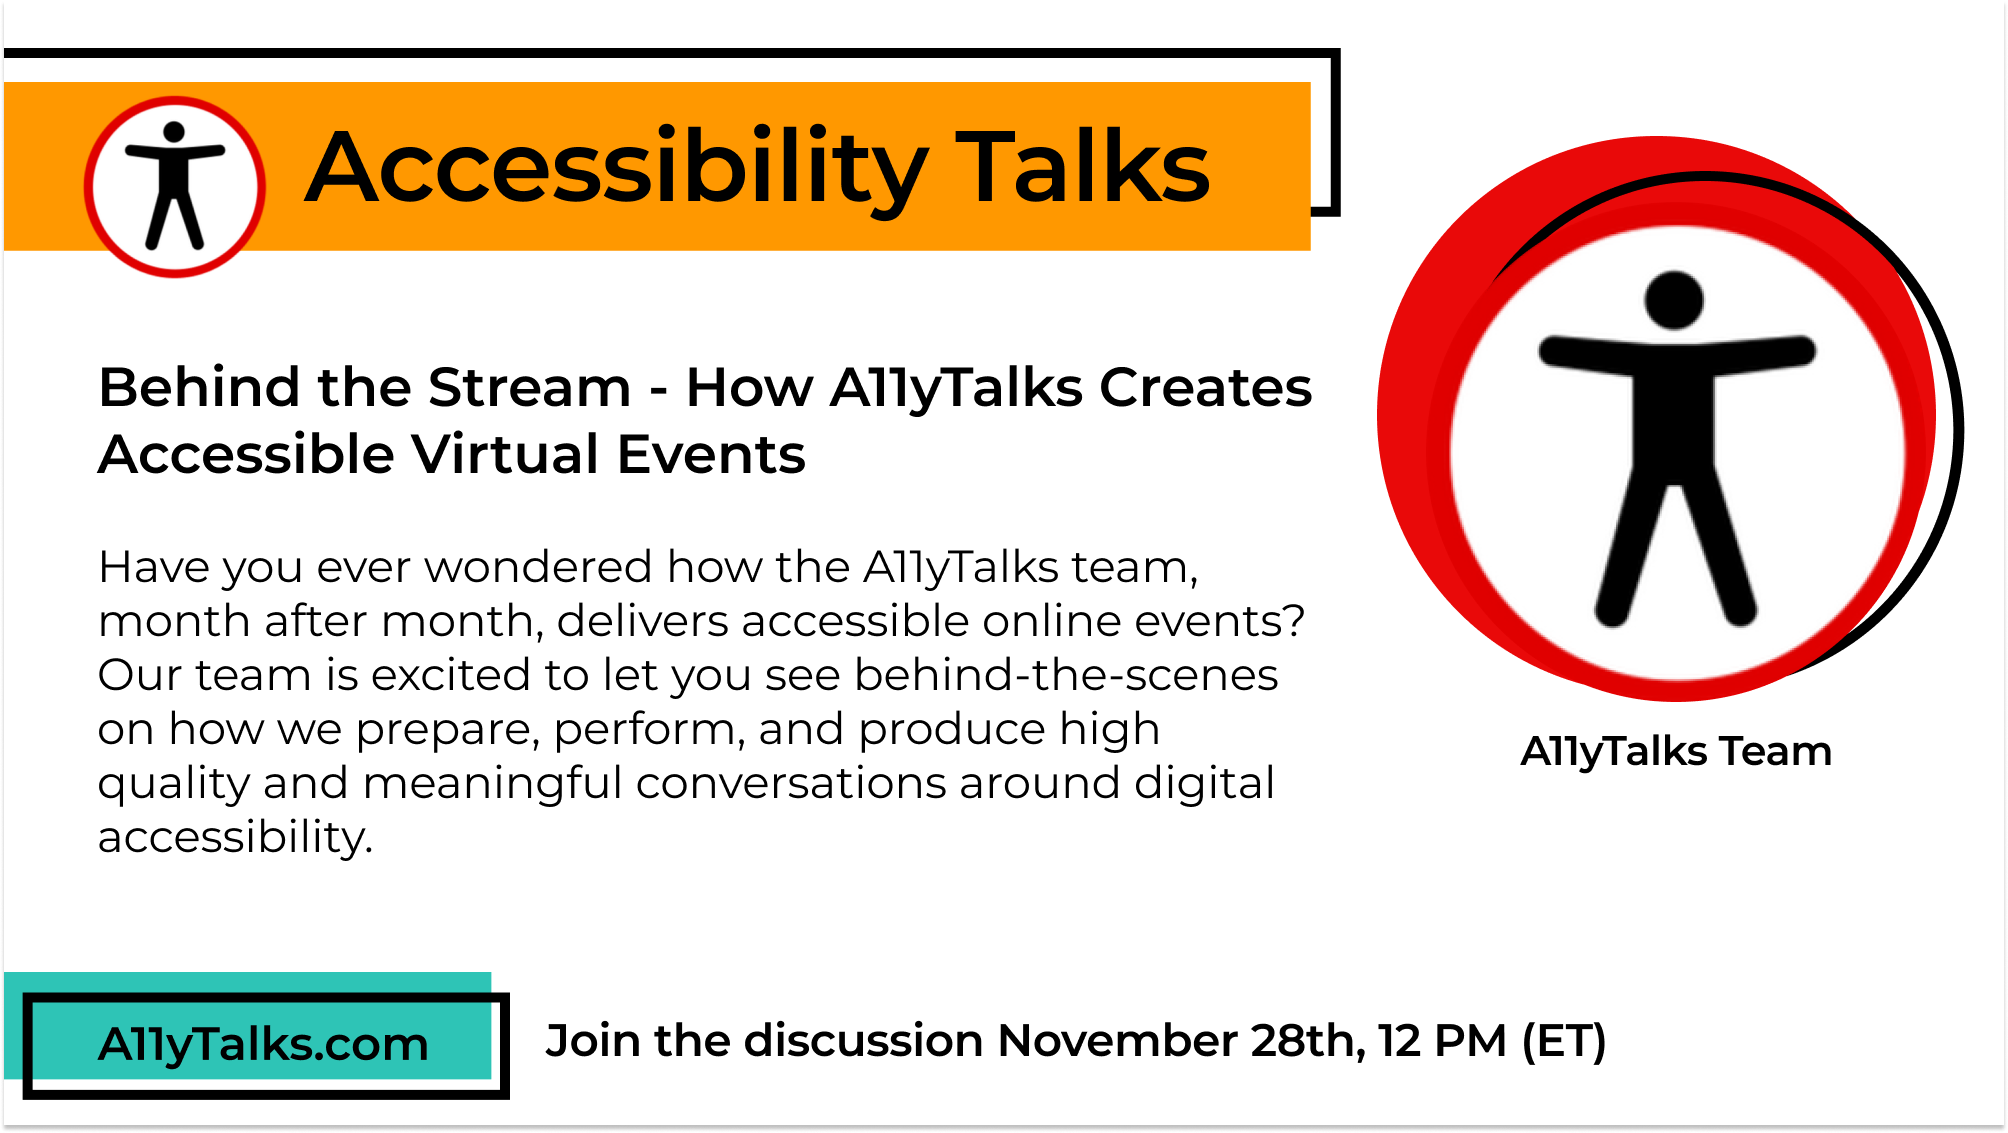 Accessibility Talks
Behind the Stream - How A11yTalks Creates
Accessible Virtual Events
Have you ever wondered how the A11yTalks team,
month after month, delivers accessible online events?
Our team is excited to let you see behind-the-scenes
on how we prepare, perform, and produce high
quality and meaningful conversations around digital
accessibility.
A11yTalks Team
A11yTalks.com
Join the discussion November 28th, 12 PM (ET)